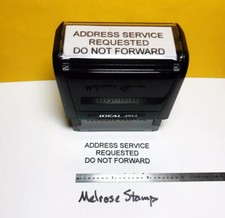 ADDRESS SERVICE
REQUESTED
DO NOT FORWARD
IDEAL 4913
ADDRESS SERVICE
REQUESTED
DO NOT FORWARD
Melrose Stamp